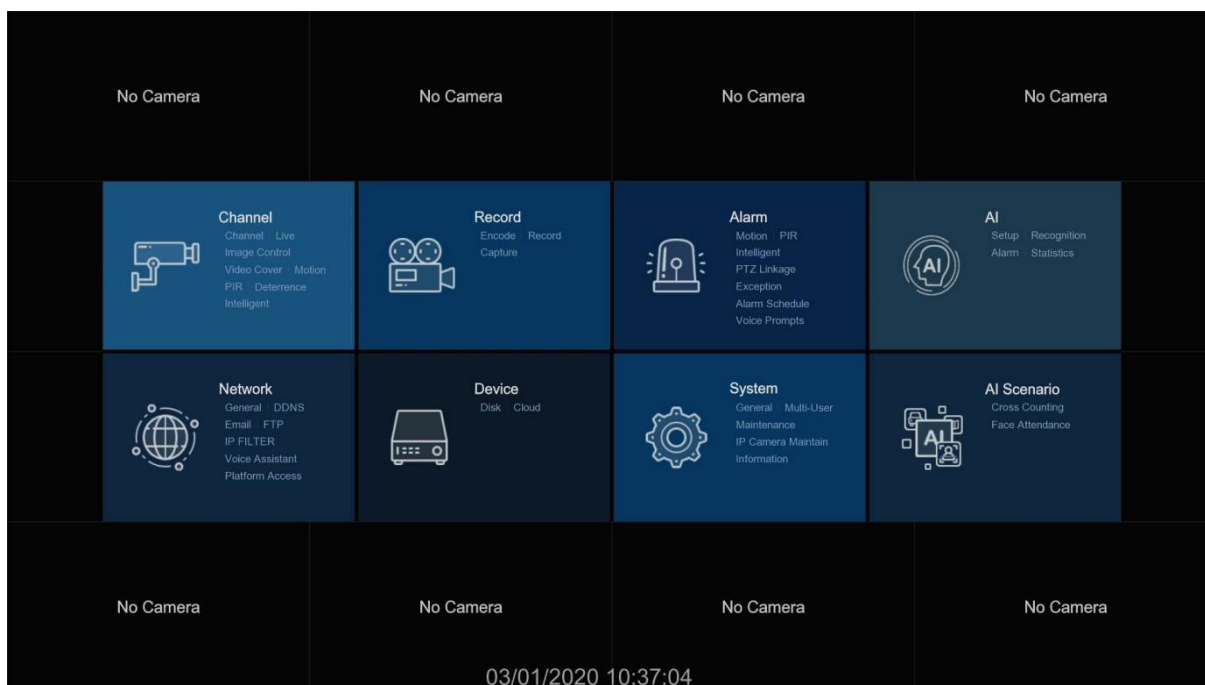 No Camera
No Camera
No Camera
No Camera
Channel
Channel Live
Image Control
Video Cover Motion
PIR Deterrence
Intelligent
Record
Encode Record
Capture
Alarm
Motion PIR
Intelligent
PTZ Linkage
Exception
Alarm Schedule
Voice Prompts
AI
Setup Recognition
Alarm Statistics
AI
Network
General DDNS
Email FTP
IP FILTER
Voice Assistant
Platform Access
Device
Disk Cloud
System
General Multi-User
Maintenance
IP Camera Maintain
Information
AI Scenario
Cross Counting
Face Attendance
AI
No Camera
No Camera
No Camera
No Camera
03/01/2020 10:37:04